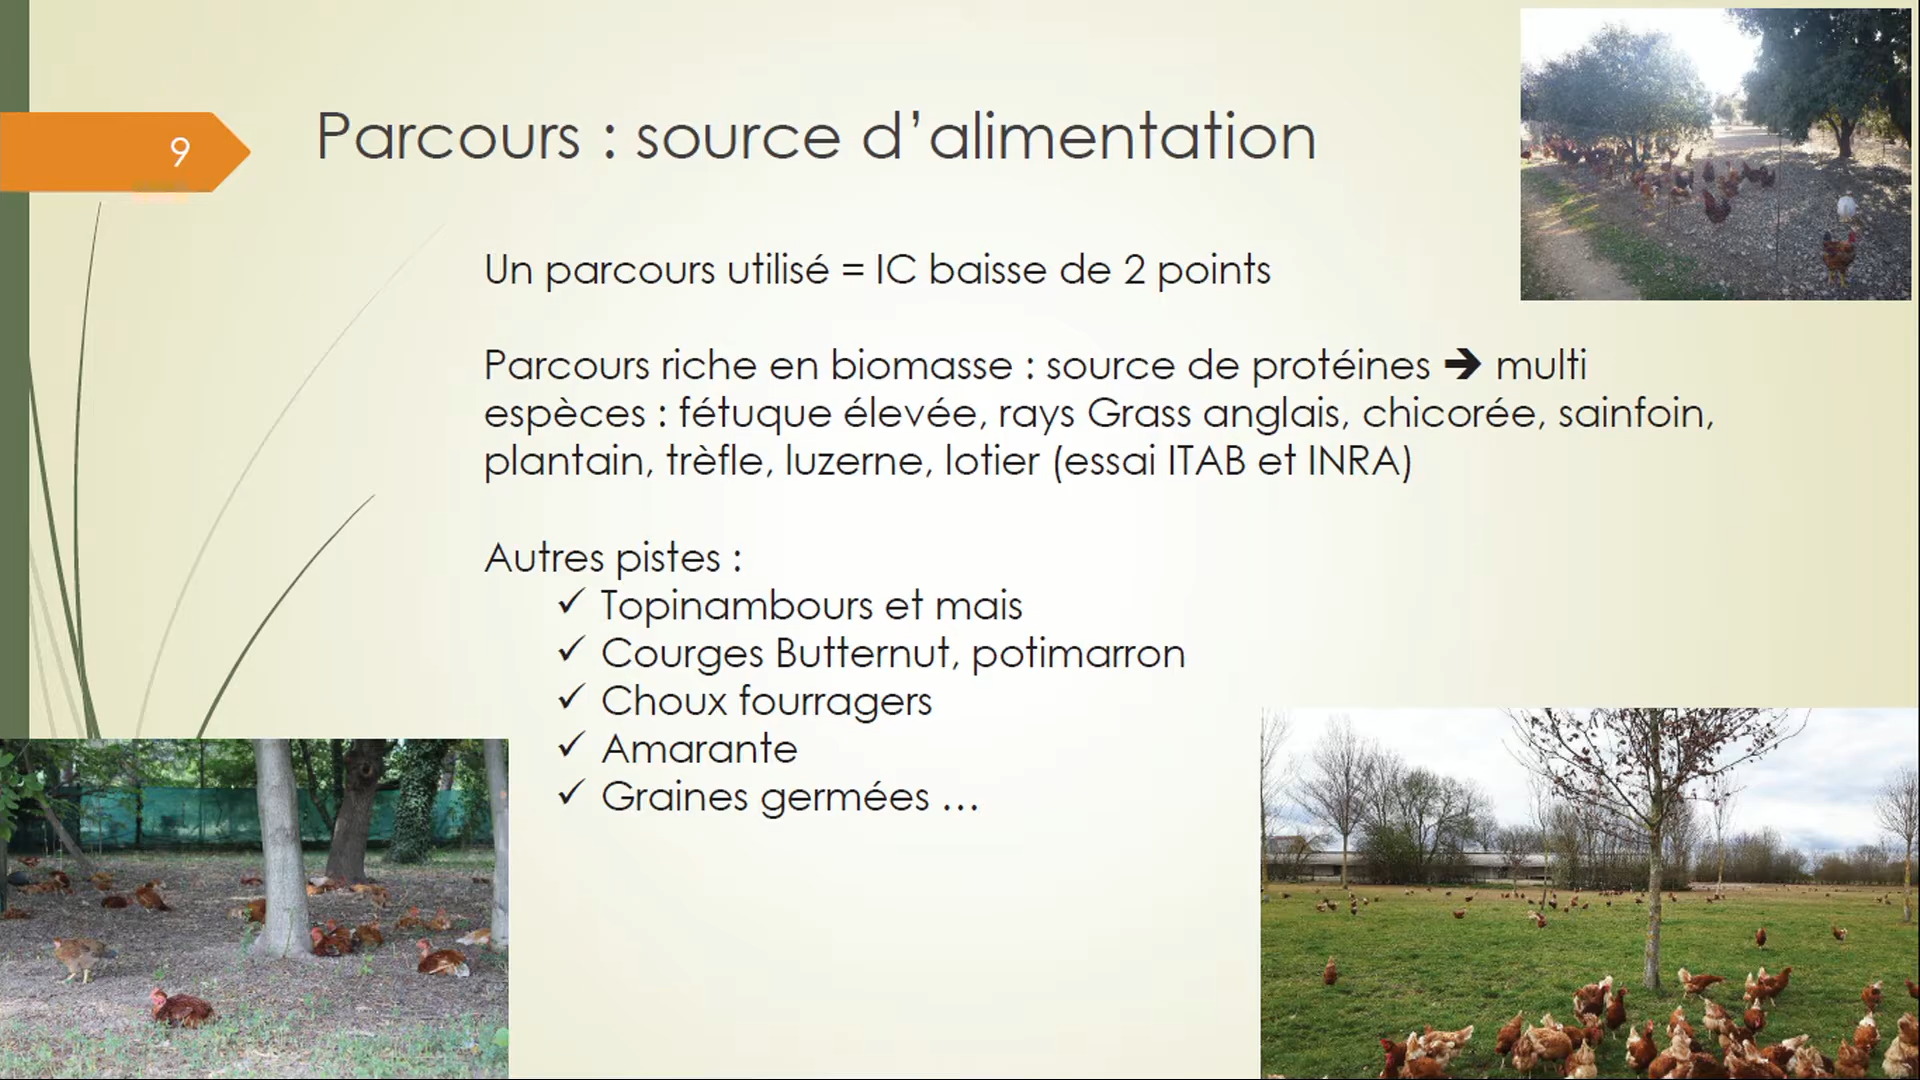 9
Parcours : source d’alimentation
Un parcours utilisé = IC baisse de 2 points
Parcours riche en biomasse : source de protéines ➔ multi
espèces : fétuque élevée, rays Grass anglais, chicorée, sainfoin,
plantain, trèfle, luzerne, lotier (essai ITAB et INRA)
Autres pistes :
✓ Topinambours et mais
✓ Courges Butternut, potimarron
✓ Choux fourragers
✓ Amarante
✓ Graines germées …